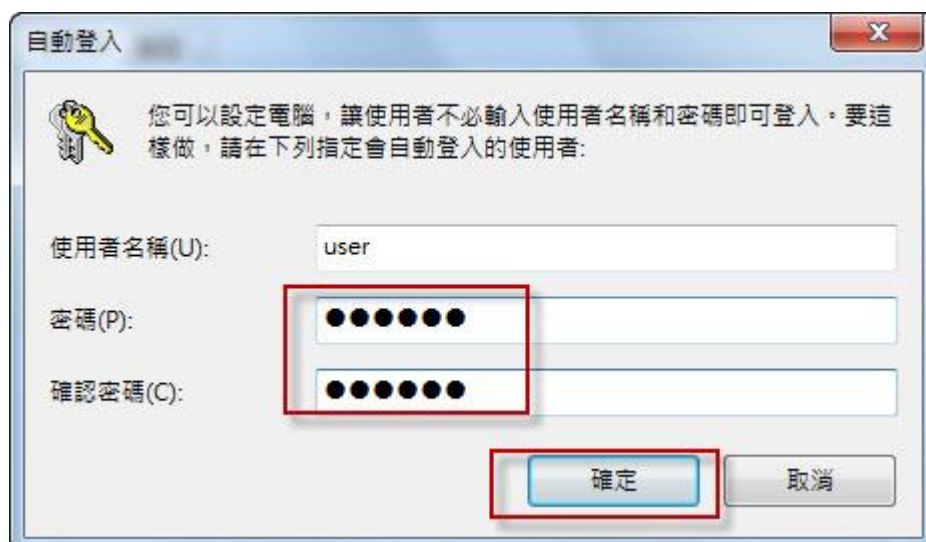 自動登入
您可以設定電腦，讓使用者不必輸入使用者名稱和密碼即可登入。要這
樣做，請在下列指定會自動登入的使用者:
使用者名稱(U): user
密碼(P): ●●●●●●
確認密碼(C): ●●●●●●
確定 取消